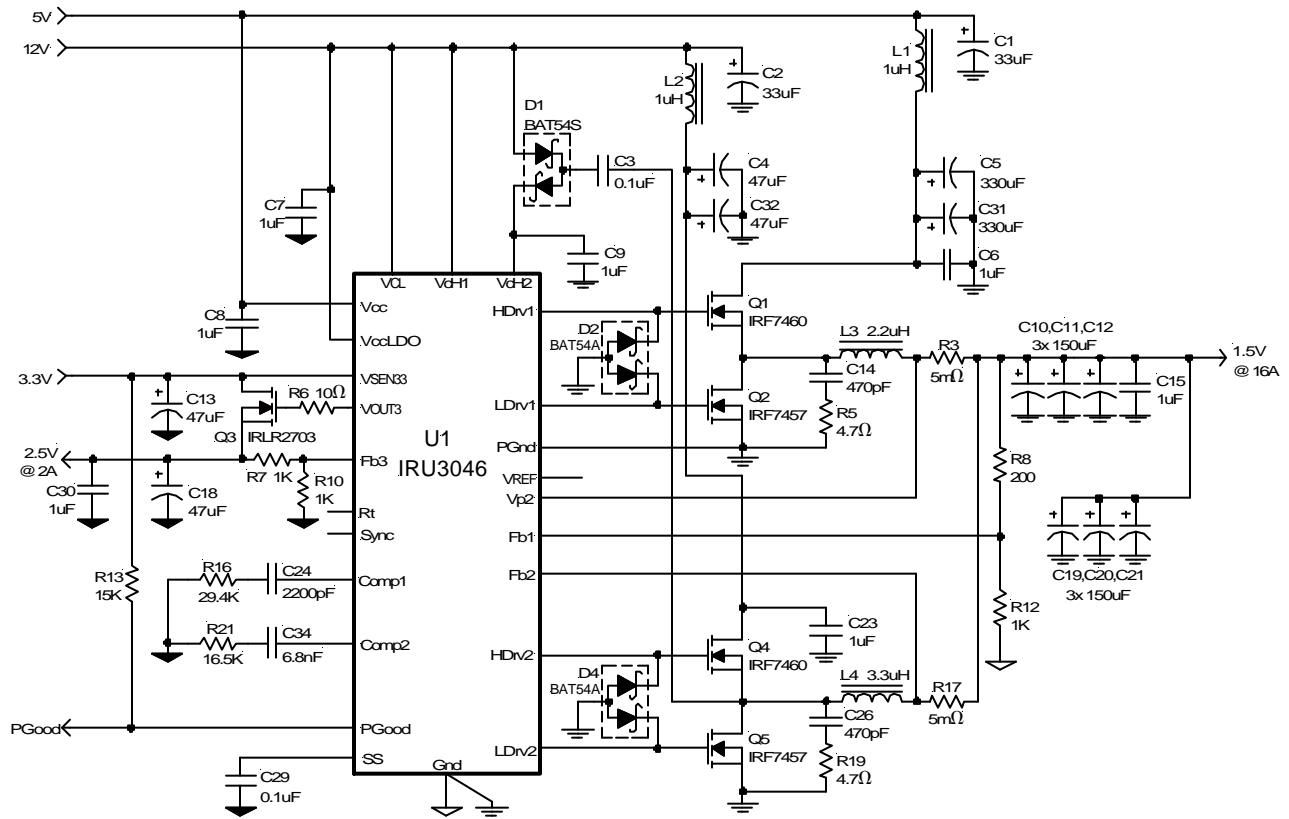 5V
12V
L1
1uH
C1
33uF
L2
1uH
C2
33uF
D1
BAT54S
C3
0.1uF
C4
47uF
C32
47uF
C5
330uF
C31
330uF
C6
1uF
C7
1uF
C9
1uF
C8
1uF
VCL
VcH1
VcH2
Vcc
VccLDO
VSEN33
VOUT3
Fb3
Rt
Sync
Comp1
Comp2
PGood
SS
Gnd
U1
IRU3046
HDrv1
LDrv1
PGnd
VREF
Vp2
Fb1
Fb2
HDrv2
LDrv2
3.3V
C13
47uF
R6 10Ω
Q3
IRLR2703
2.5V
@ 2A
C30
1uF
C18
47uF
R7 1K
R10
1K
R13
15K
R16
29.4K
C24
2200pF
R21
16.5K
C34
6.8nF
PGood
C29
0.1uF
D2
BAT54A
Q1
IRF7460
Q2
IRF7457
L3 2.2uH
C14
470pF
R5
4.7Ω
R3
5mΩ
C10,C11,C12
3x 150uF
C15
1uF
1.5V
@ 16A
R8
200
C19,C20,C21
3x 150uF
R12
1K
C23
1uF
D4
BAT54A
Q4
IRF7460
Q5
IRF7457
L4 3.3uH
R17
5mΩ
C26
470pF
R19
4.7Ω